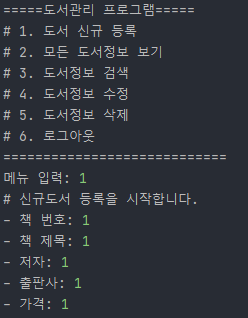 =====도서관리 프로그램=====
# 1. 도서 신규 등록
# 2. 모든 도서정보 보기
# 3. 도서정보 검색
# 4. 도서정보 수정
# 5. 도서정보 삭제
# 6. 로그아웃
============================
메뉴 입력: 1
# 신규도서 등록을 시작합니다.
- 책 번호: 1
- 책 제목: 1
- 저자: 1
- 출판사: 1
- 가격: 1